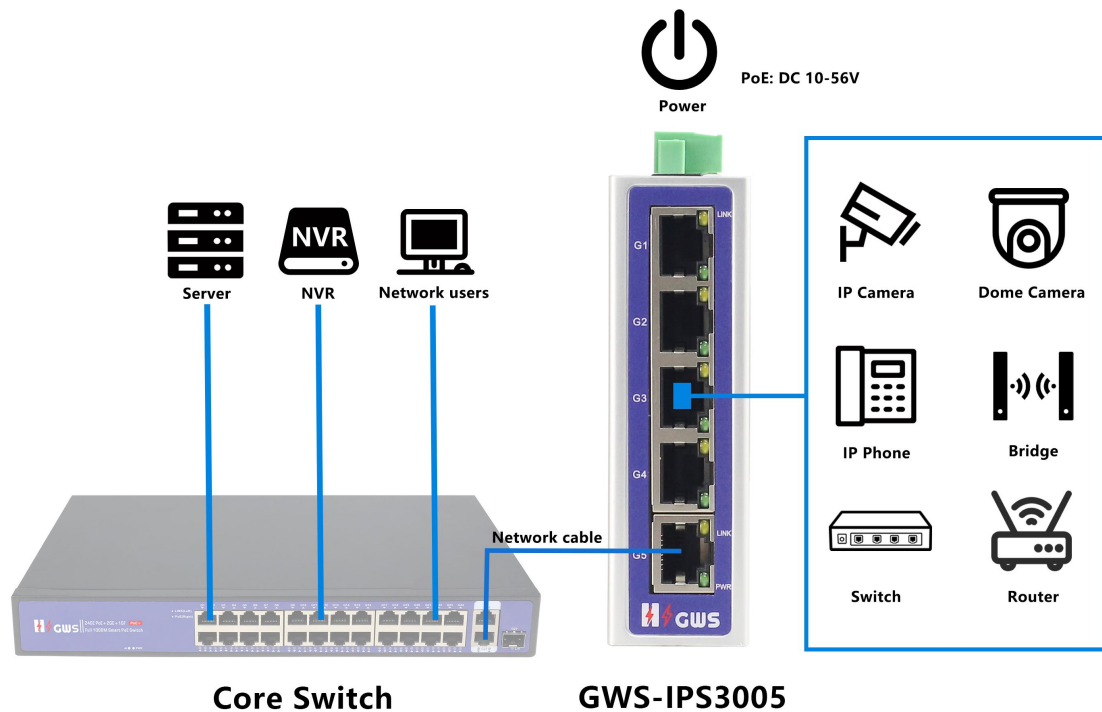 PoE: DC 10-56V
Power
LINK
G1
G2
G3
G4
LINK
G5
PWR
GWS
NVR
Server
NVR
Network users
Network cable
GWS
IP Camera
Dome Camera
IP Phone
Bridge
Switch
Router
Core Switch
GWS-IPS3005